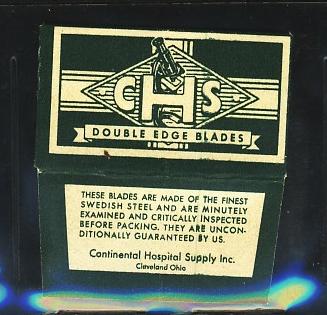 CHS
DOUBLE EDGE BLADES
THESE BLADES ARE MADE OF THE FINEST
SWEDISH STEEL AND ARE MINUTELY
EXAMINED AND CRITICALLY INSPECTED
BEFORE PACKING. THEY ARE UNCON-
DITIONALLY GUARANTEED BY US.
Continental Hospital Supply Inc.
Cleveland Ohio